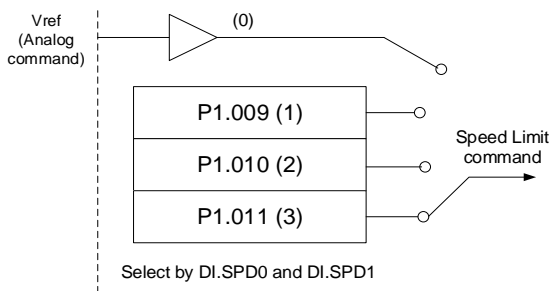 Vref
(Analog
command)
(0)
P1.009 (1)
P1.010 (2)
P1.011 (3)
Speed Limit
command
Select by DI.SPD0 and DI.SPD1